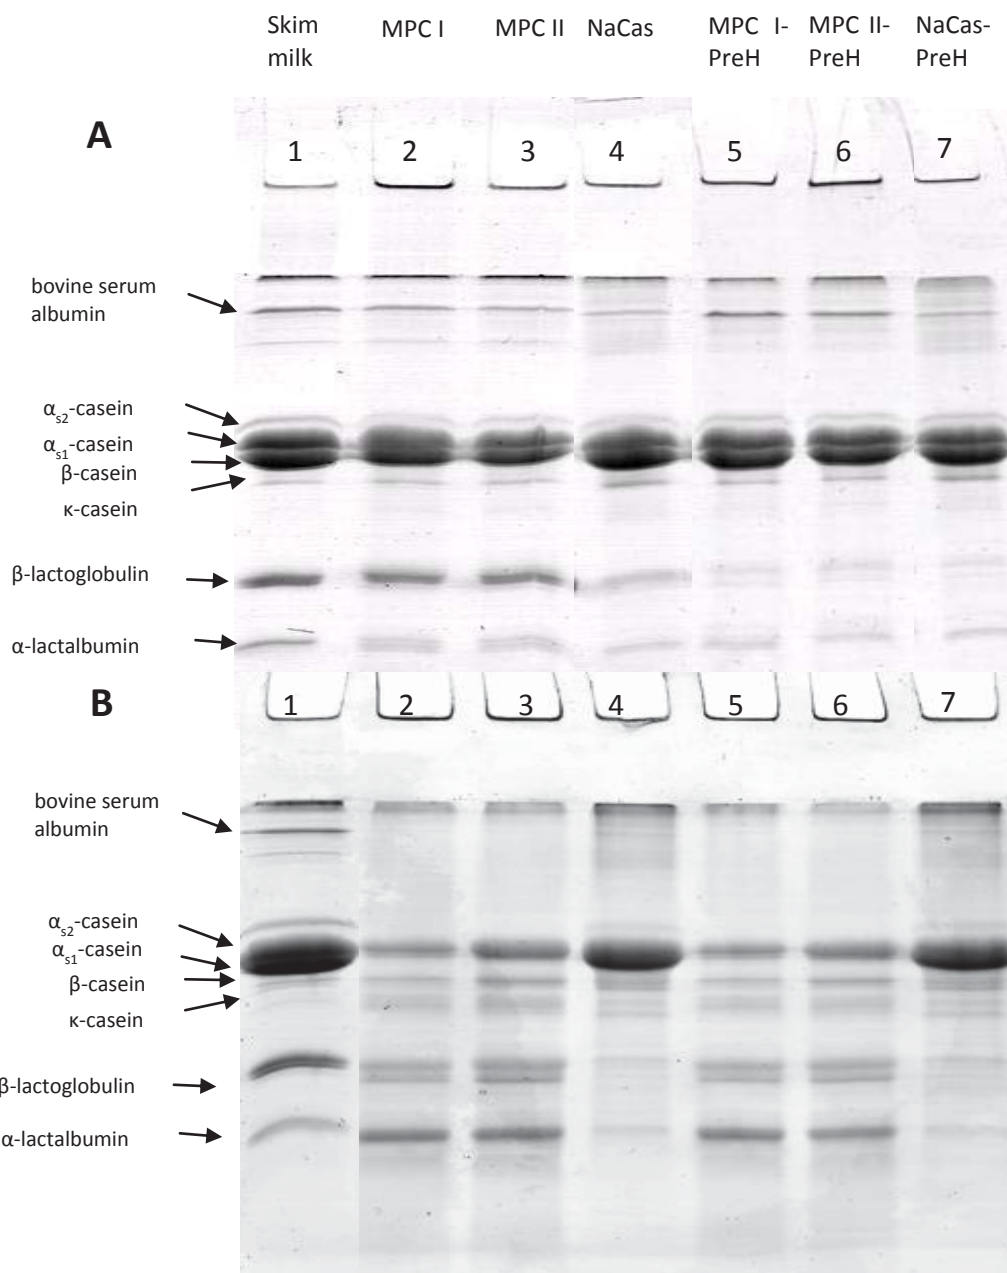 Skim milk
MPC I
MPC II
NaCas
MPC I-PreH
MPC II-PreH
NaCas-PreH
A
1 2 3 4 5 6 7
bovine serum
albumin
αs2-casein
αs1-casein
β-casein
κ-casein
β-lactoglobulin
α-lactalbumin
B
1 2 3 4 5 6 7
bovine serum
albumin
αs2-casein
αs1-casein
β-casein
κ-casein
β-lactoglobulin
α-lactalbumin